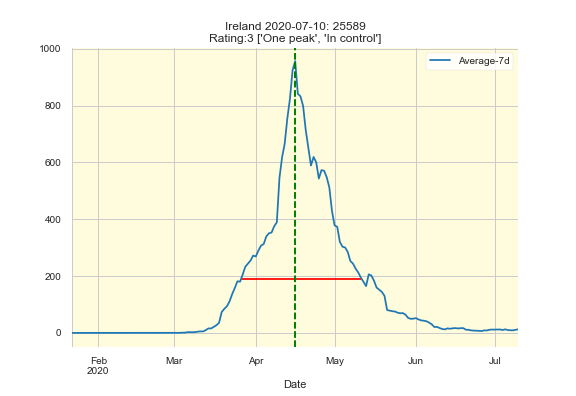 Ireland 2020-07-10: 25589
Rating:3 ['One peak', 'In control']
Average-7d
1000
800
600
400
200
0
Feb
2020
Mar
Apr
May
Jun
Jul
Date